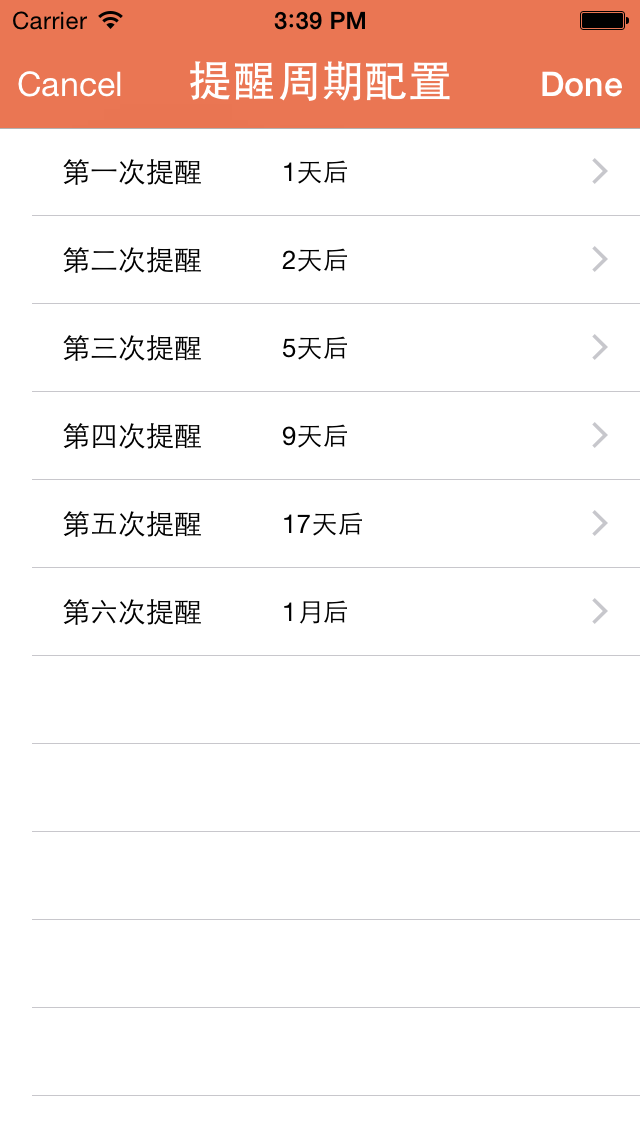 Carrier 3:39 PM
Cancel 提醒周期配置 Done
第一次提醒 1天后
第二次提醒 2天后
第三次提醒 5天后
第四次提醒 9天后
第五次提醒 17天后
第六次提醒 1月后